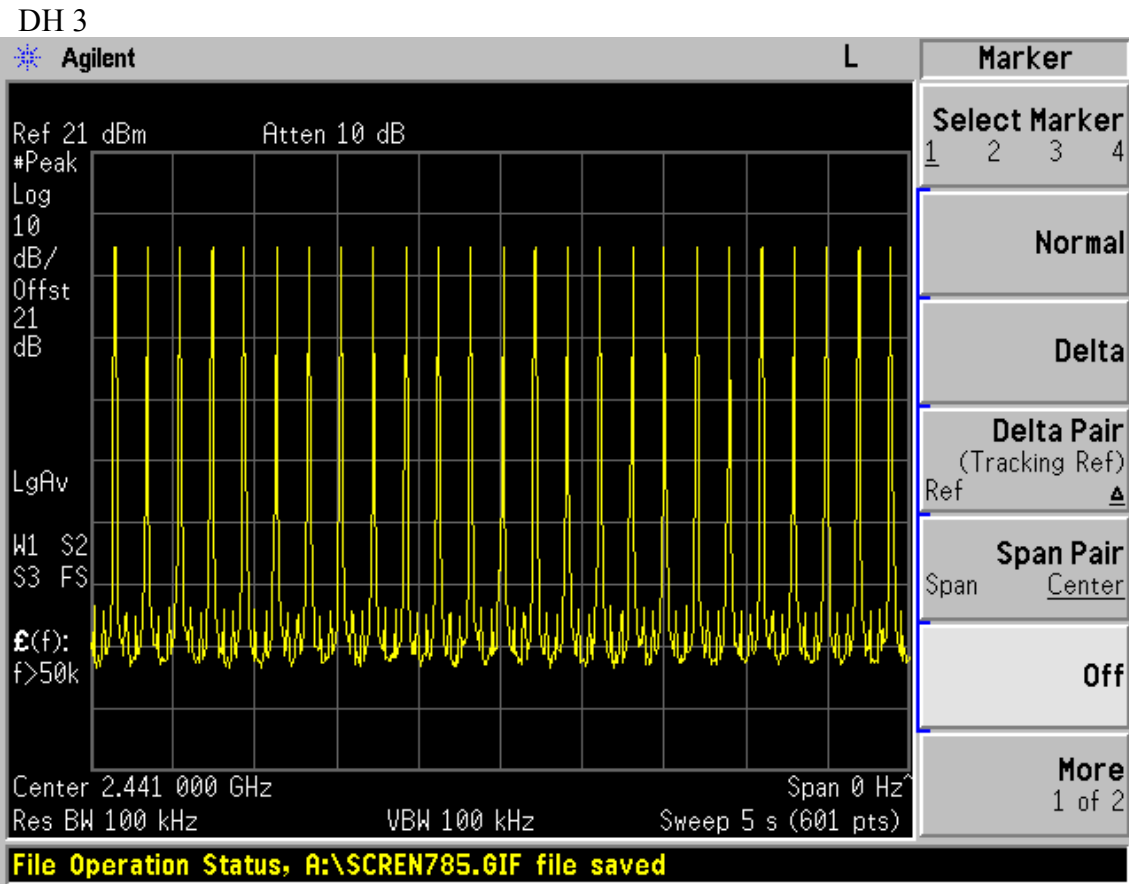 DH 3
Agilent
L
Marker
Ref 21 dBm
Atten 10 dB
#Peak
Log
10
dB/
Offst
21
dB
LgAv
W1 S2
S3 FS
£(f):
f>50k
Center 2.441 000 GHz
Span 0 Hz^
Res BW 100 kHz
VBW 100 kHz
Sweep 5 s (601 pts)
Select Marker
1 2 3 4
Normal
Delta
Delta Pair
(Tracking Ref)
Ref Δ
Span Pair
Span Center
Off
More
1 of 2
File Operation Status, A:\SCREN785.GIF file saved